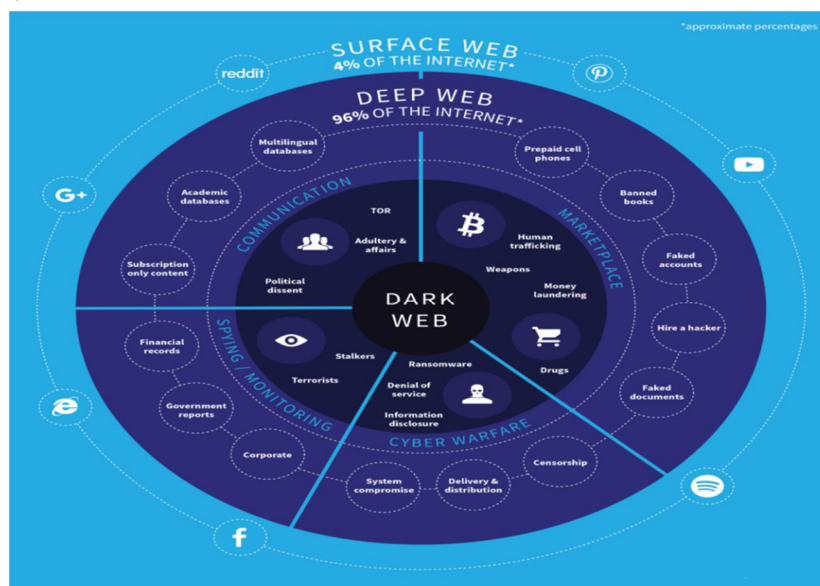 *approximate percentages
SURFACE WEB
4% OF THE INTERNET*
reddit
DEEP WEB
96% OF THE INTERNET*
Multilingual
databases
Prepaid cell
phones
Academic
databases
Banned
books
G+
COMMUNICATION
MARKETPLACE
TOR
Adultery &
affairs
Human
trafficking
Subscription
only content
Faked
accounts
Political
dissent
Weapons
Money
laundering
DARK
WEB
Financial
records
Hire a hacker
SPYING / MONITORING
Stalkers
Terrorists
Ransomware
Denial of
service
Information
disclosure
Drugs
Government
reports
Faked
documents
CYBER WARFARE
Corporate
System
compromise
Delivery &
distribution
Censorship
f